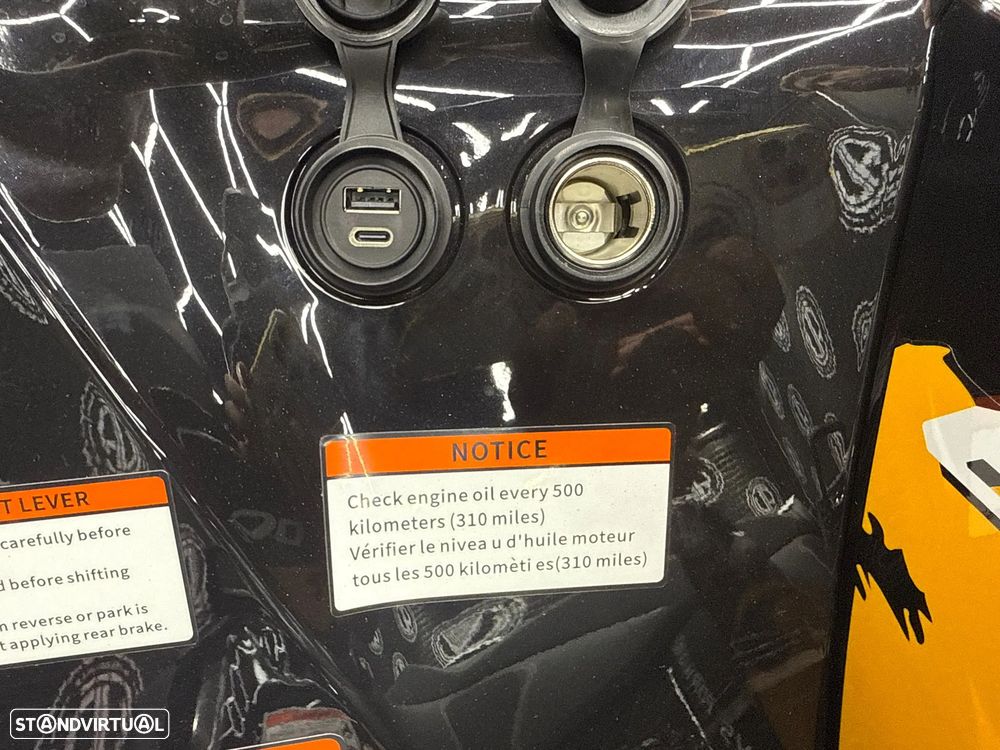 NOTICE
Check engine oil every 500
kilometers (310 miles)
Vérifier le nivea u d'huile moteur
tous les 500 kilomèti es(310 miles)
T LEVER
carefully before
d before shifting
n reverse or park is
t applying rear brake.
STANDVIRTUAL